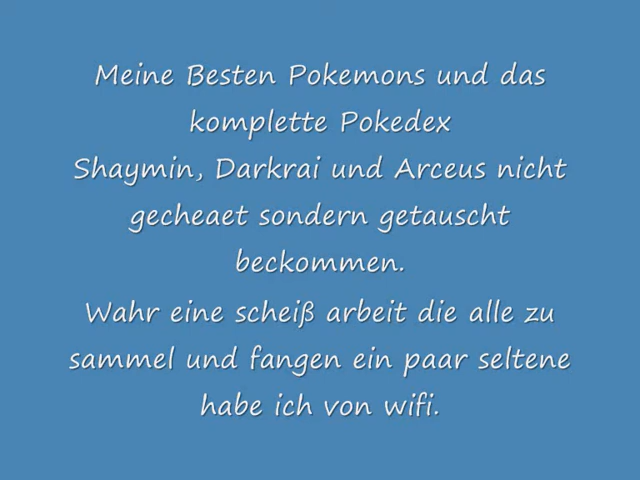 Meine Besten Pokemons und das
komplette Pokedex
Shaymin, Darkrai und Arceus nicht
gecheaet sondern getauscht
beckommen.
Wahr eine scheiß arbeit die alle zu
sammel und fangen ein paar seltene
habe ich von wifi.